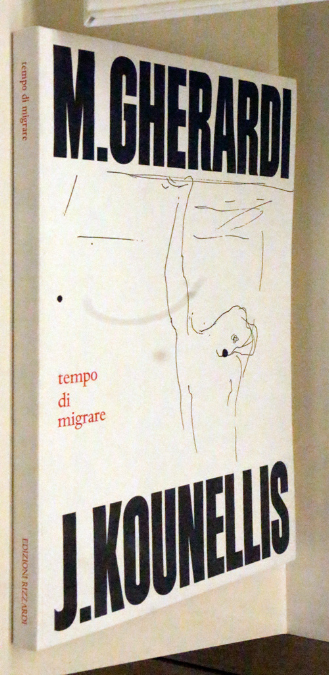 tempo di migrare
EDIZIONI RIZZARDI
M.GHERARDI
tempo
di
migrare
J.KOUNELLIS